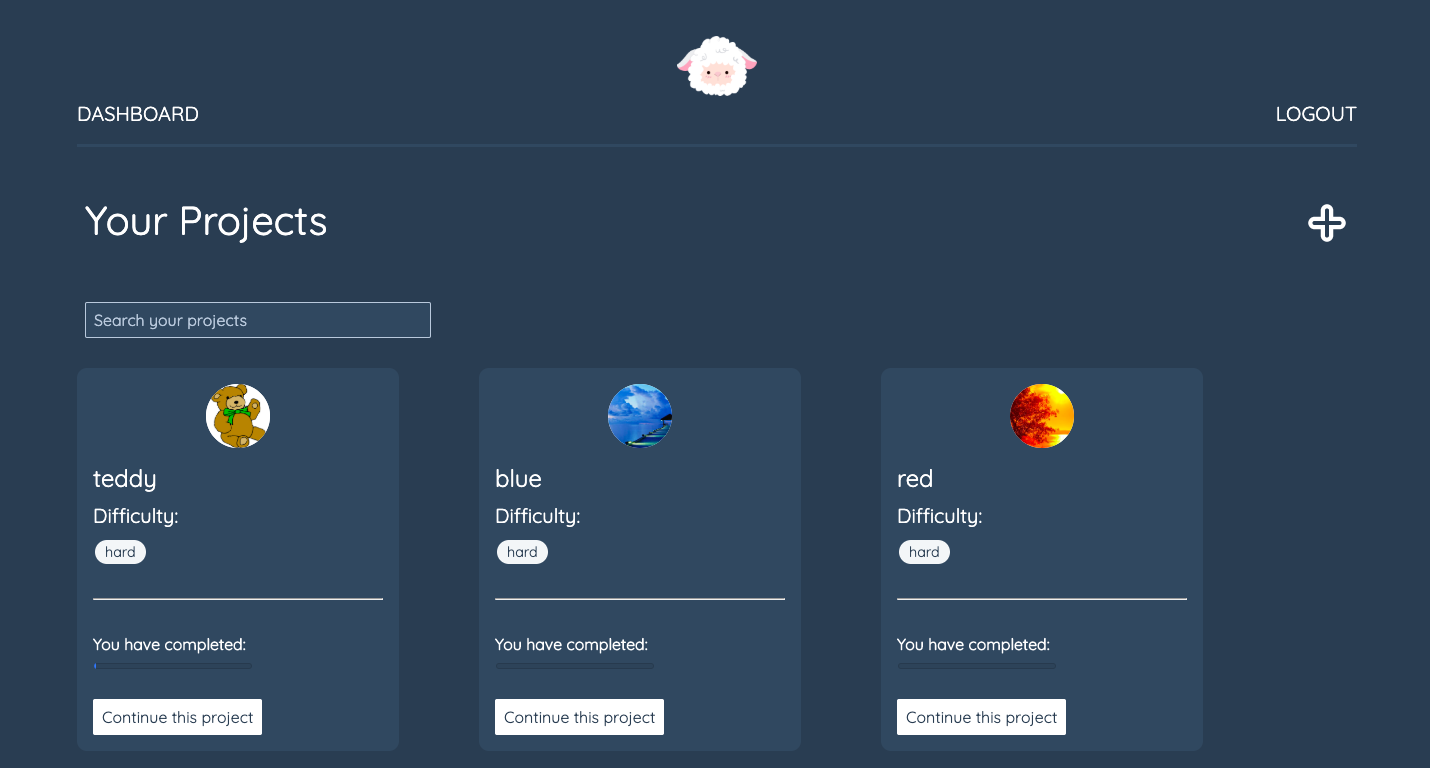 DASHBOARD
LOGOUT
Your Projects
Search your projects
teddy
Difficulty:
hard
You have completed:
Continue this project
blue
Difficulty:
hard
You have completed:
Continue this project
red
Difficulty:
hard
You have completed:
Continue this project